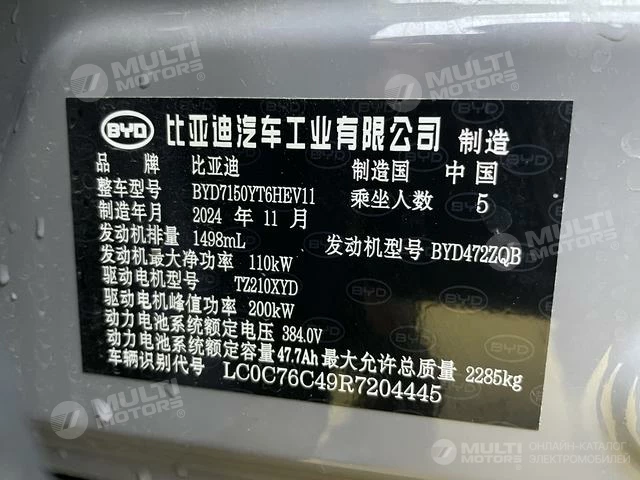 BYD 比亚迪汽车工业有限公司 制造
品牌 比亚迪 制造国 中国
整车型号 BYD7150YT6HEV11 乘坐人数 5
制造年月 2024 年 11 月
发动机排量 1498mL 发动机型号 BYD472ZQB
发动机最大净功率 110kW
驱动电机型号 TZ210XYD
驱动电机峰值功率 200kW
动力电池系统额定电压 384.0V
动力电池系统额定容量 47.7Ah 最大允许总质量 2285kg
车辆识别代号 LC0C76C49R7204445
MULTI MOTORS
MULTI MOTORS
MULTI MOTORS
MULTI MOTORS
ОНЛАЙН-КАТАЛОГ
ЭЛЕКТРОМОБИЛЕЙ